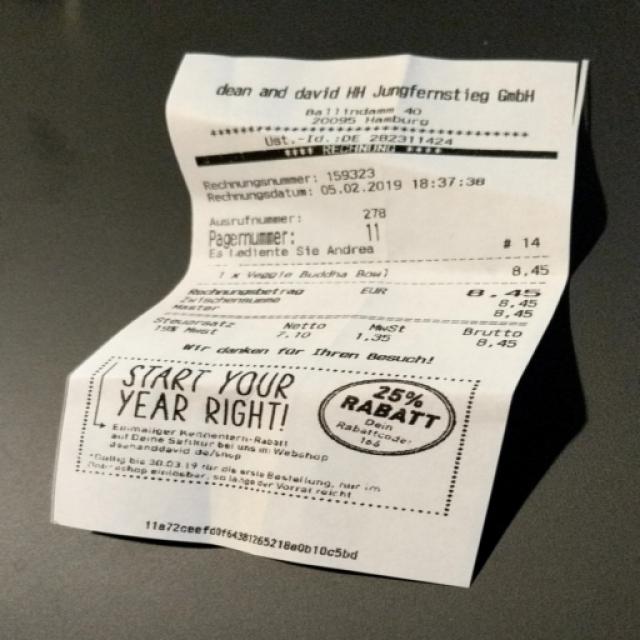 dean and david HH Jungfernstieg GmbH
Ballindamm 40
20095 Hamburg
Ust.-Id.:DE 282311424
**** RECHNUNG ****
Rechnungsnummer: 159323
Rechnungsdatum: 05.02.2019 18:37:38
Ausrufnummer: 278
Pagernummer: 11
Es bediente Sie Andrea # 14
1 x Veggie Buddha Bowl 8,45
Rechnungsbetrag EUR 8,45
Zwischensumme 8,45
Master 8,45
Steuersatz Netto MwSt Brutto
19% Mwst 7,10 1,35 8,45
Wir danken für Ihren Besuch!
START YOUR
YEAR RIGHT!
25%
RABATT
Dein
Rabattcode:
166
Einmaliger Kennenlern-Rabatt
auf Deine Saftkur bei uns im Webshop
deananddavid.de/shop
*Gültig bis 30.03.19 für die erste Bestellung, nur im
einlösbar, so lange der Vorrat reicht